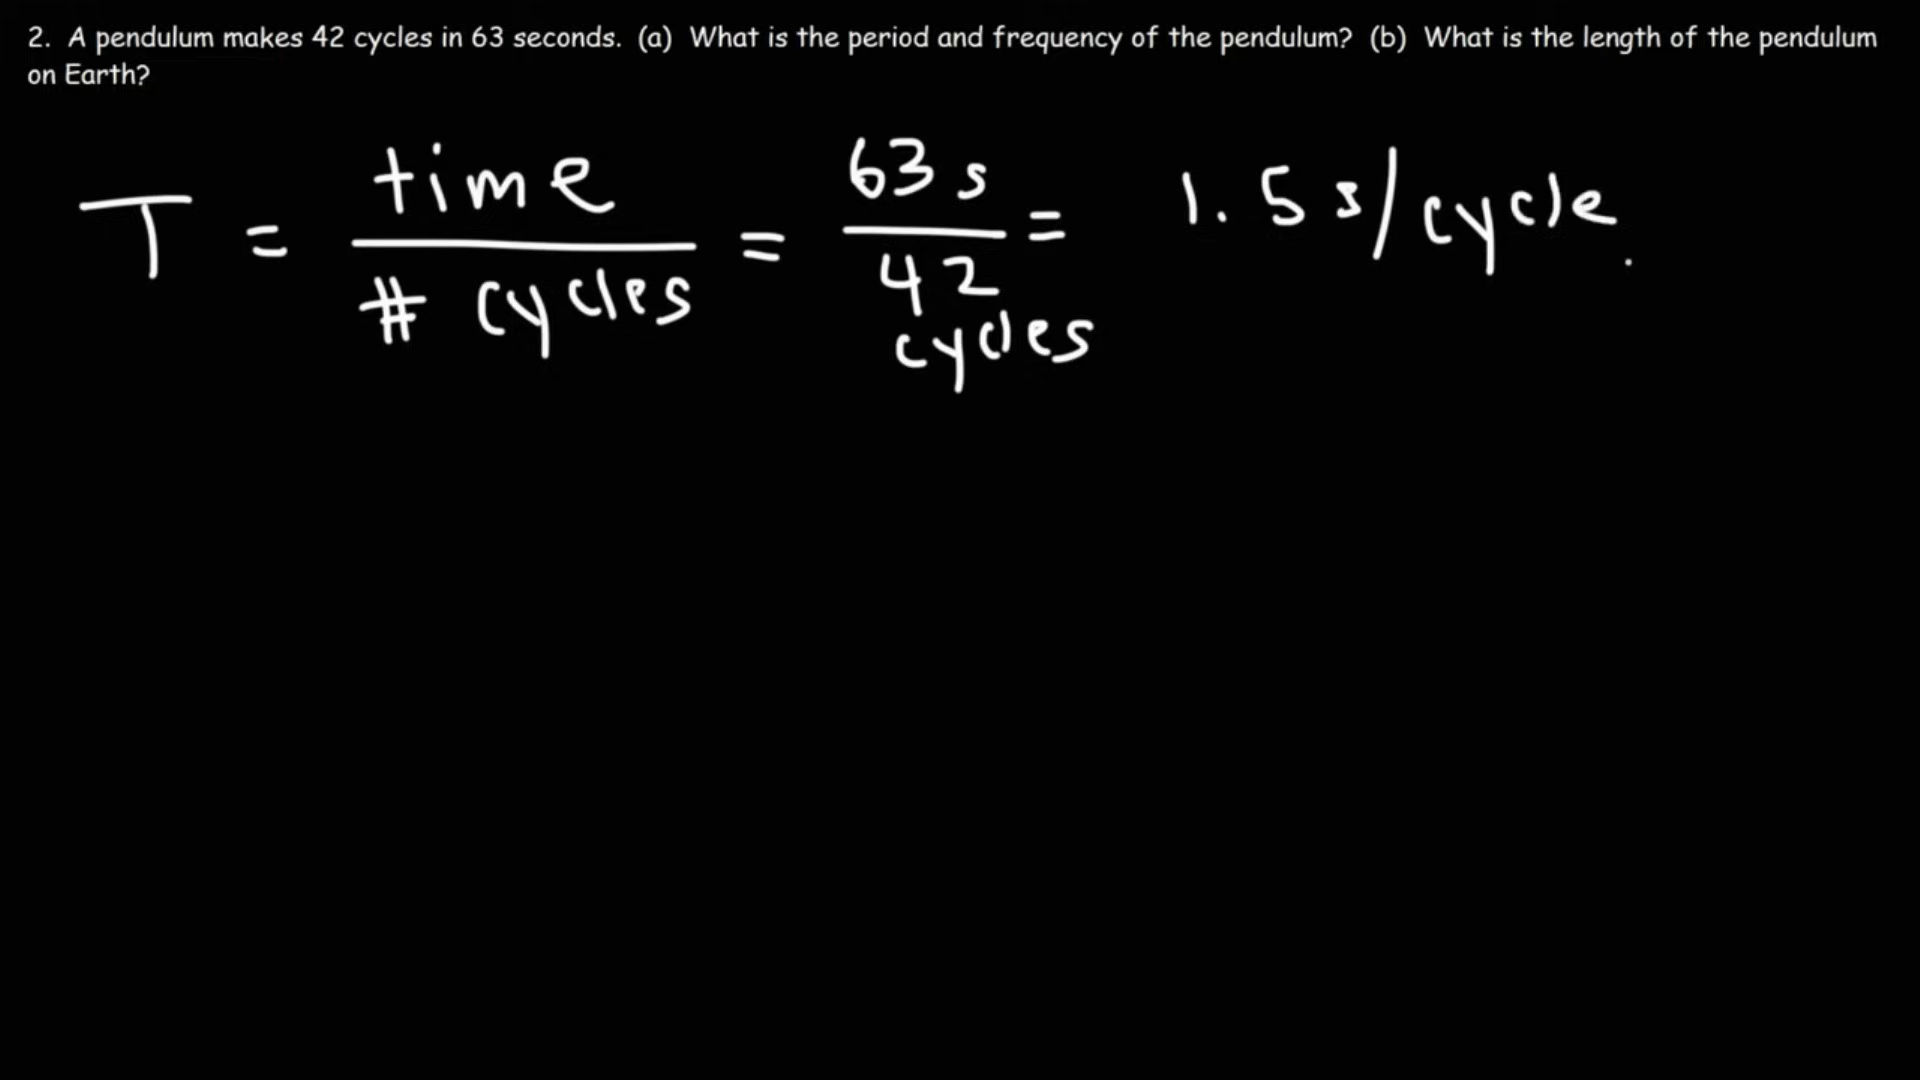 2. A pendulum makes 42 cycles in 63 seconds. (a) What is the period and frequency of the pendulum? (b) What is the length of the pendulum
on Earth?
T = time / # cycles = 63 s / 42 cycles = 1.5 s/cycle.